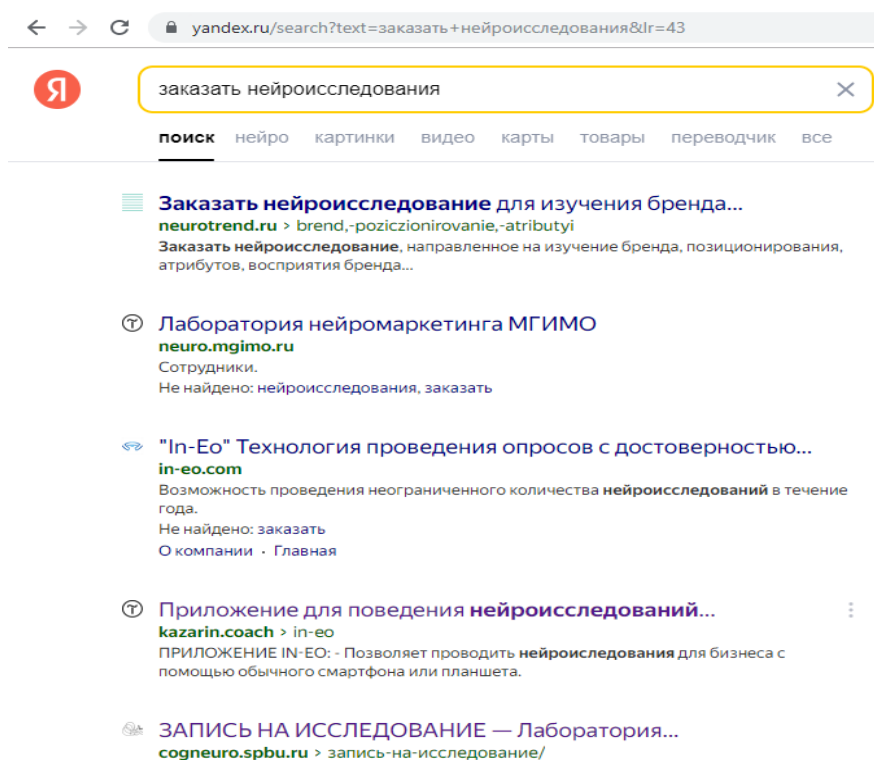 yandex.ru/search?text=заказать+нейроисследования&lr=43
Я
заказать нейроисследования
поиск нейро картинки видео карты товары переводчик все
Заказать нейроисследование для изучения бренда...
neurotrend.ru › brend,-poziczionirovanie,-atributyi
Заказать нейроисследование, направленное на изучение бренда, позиционирования,
атрибутов, восприятия бренда...
Лаборатория нейромаркетинга МГИМО
neuro.mgimo.ru
Сотрудники.
Не найдено: нейроисследования, заказать
"In-Eo" Технология проведения опросов с достоверностью...
in-eo.com
Возможность проведения неограниченного количества нейроисследований в течение
года.
Не найдено: заказать
О компании · Главная
Приложение для поведения нейроисследований...
kazarin.coach › in-eo
ПРИЛОЖЕНИЕ IN-EO: - Позволяет проводить нейроиследования для бизнеса с
помощью обычного смартфона или планшета.
ЗАПИСЬ НА ИССЛЕДОВАНИЕ — Лаборатория...
cogneuro.spbu.ru › запись-на-исследование/